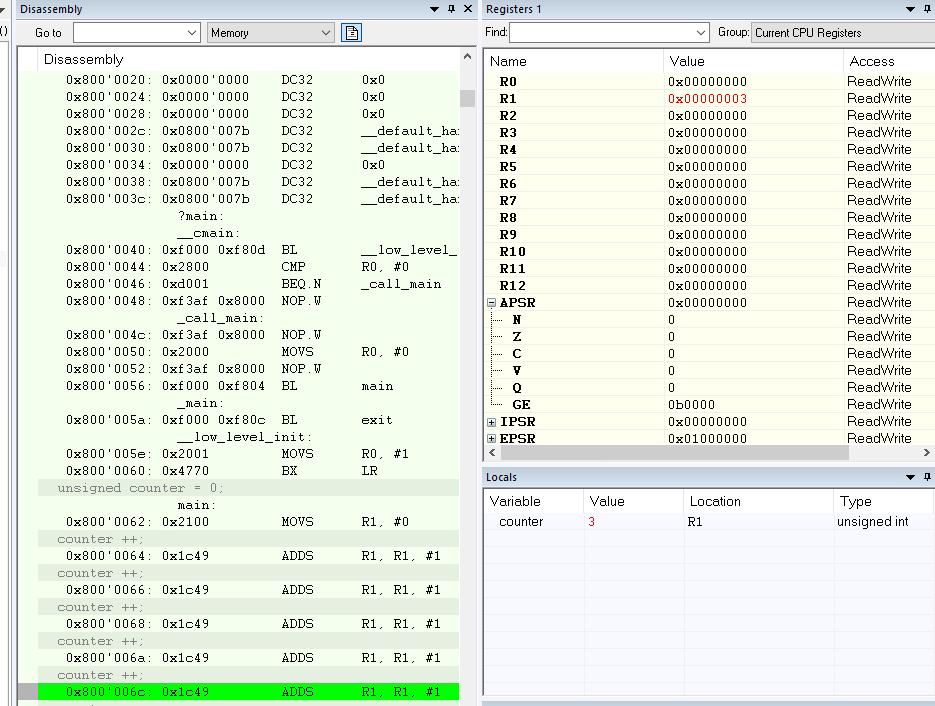 Disassembly
Go to
Memory
Disassembly
0x800'0020: 0x0000'0000 DC32 0x0
0x800'0024: 0x0000'0000 DC32 0x0
0x800'0028: 0x0000'0000 DC32 0x0
0x800'002c: 0x0800'007b DC32 __default_ha
0x800'0030: 0x0800'007b DC32 __default_ha
0x800'0034: 0x0000'0000 DC32 0x0
0x800'0038: 0x0800'007b DC32 __default_ha
0x800'003c: 0x0800'007b DC32 __default_ha
?main:
__cmain:
0x800'0040: 0xf000 0xf80d BL __low_level_
0x800'0044: 0x2800 CMP R0, #0
0x800'0046: 0xd001 BEQ.N _call_main
0x800'0048: 0xf3af 0x8000 NOP.W
_call_main:
0x800'004c: 0xf3af 0x8000 NOP.W
0x800'0050: 0x2000 MOVS R0, #0
0x800'0052: 0xf3af 0x8000 NOP.W
0x800'0056: 0xf000 0xf804 BL main
_main:
0x800'005a: 0xf000 0xf80c BL exit
__low_level_init:
0x800'005e: 0x2001 MOVS R0, #1
0x800'0060: 0x4770 BX LR
unsigned counter = 0;
main:
0x800'0062: 0x2100 MOVS R1, #0
counter ++;
0x800'0064: 0x1c49 ADDS R1, R1, #1
counter ++;
0x800'0066: 0x1c49 ADDS R1, R1, #1
counter ++;
0x800'0068: 0x1c49 ADDS R1, R1, #1
counter ++;
0x800'006a: 0x1c49 ADDS R1, R1, #1
counter ++;
0x800'006c: 0x1c49 ADDS R1, R1, #1
Registers 1
Find: Group: Current CPU Registers
Name Value Access
R0 0x00000000 ReadWrite
R1 0x00000003 ReadWrite
R2 0x00000000 ReadWrite
R3 0x00000000 ReadWrite
R4 0x00000000 ReadWrite
R5 0x00000000 ReadWrite
R6 0x00000000 ReadWrite
R7 0x00000000 ReadWrite
R8 0x00000000 ReadWrite
R9 0x00000000 ReadWrite
R10 0x00000000 ReadWrite
R11 0x00000000 ReadWrite
R12 0x00000000 ReadWrite
APSR 0x00000000 ReadWrite
N 0 ReadWrite
Z 0 ReadWrite
C 0 ReadWrite
V 0 ReadWrite
Q 0 ReadWrite
GE 0b0000 ReadWrite
IPSR 0x00000000 ReadWrite
EPSR 0x01000000 ReadWrite
Locals
Variable Value Location Type
counter 3 R1 unsigned int